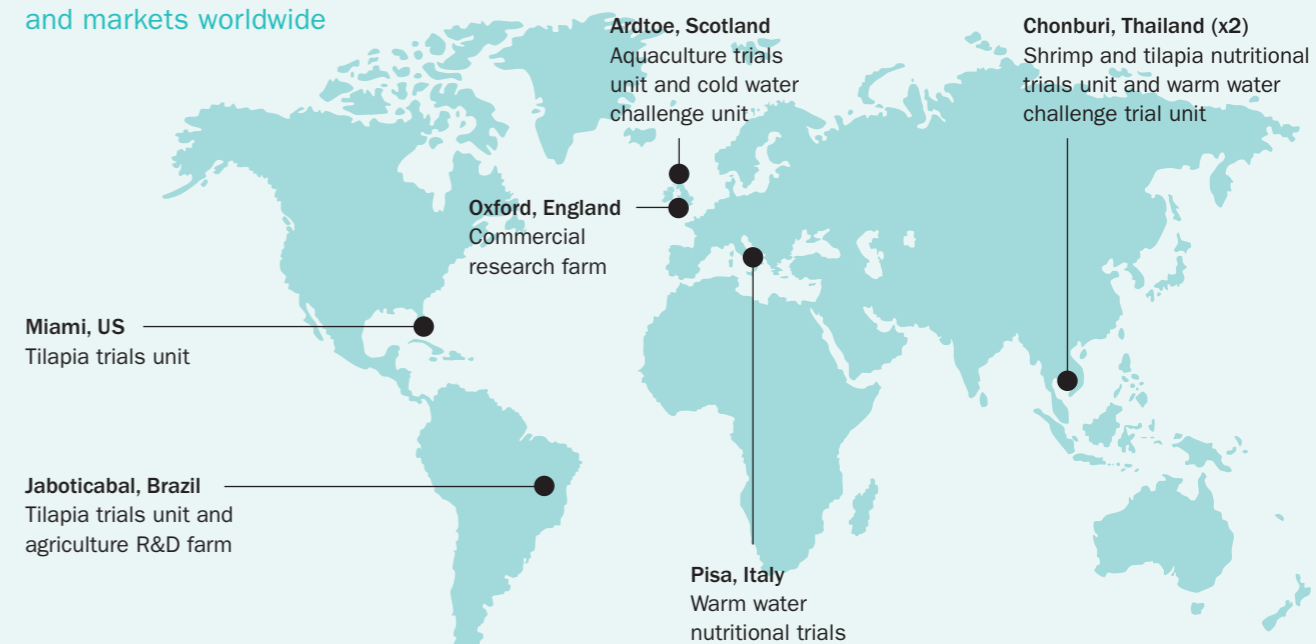 and markets worldwide
Ardtoe, Scotland
Aquaculture trials
unit and cold water
challenge unit
Chonburi, Thailand (x2)
Shrimp and tilapia nutritional
trials unit and warm water
challenge trial unit
Oxford, England
Commercial
research farm
Miami, US
Tilapia trials unit
Jaboticabal, Brazil
Tilapia trials unit and
agriculture R&D farm
Pisa, Italy
Warm water
nutritional trials